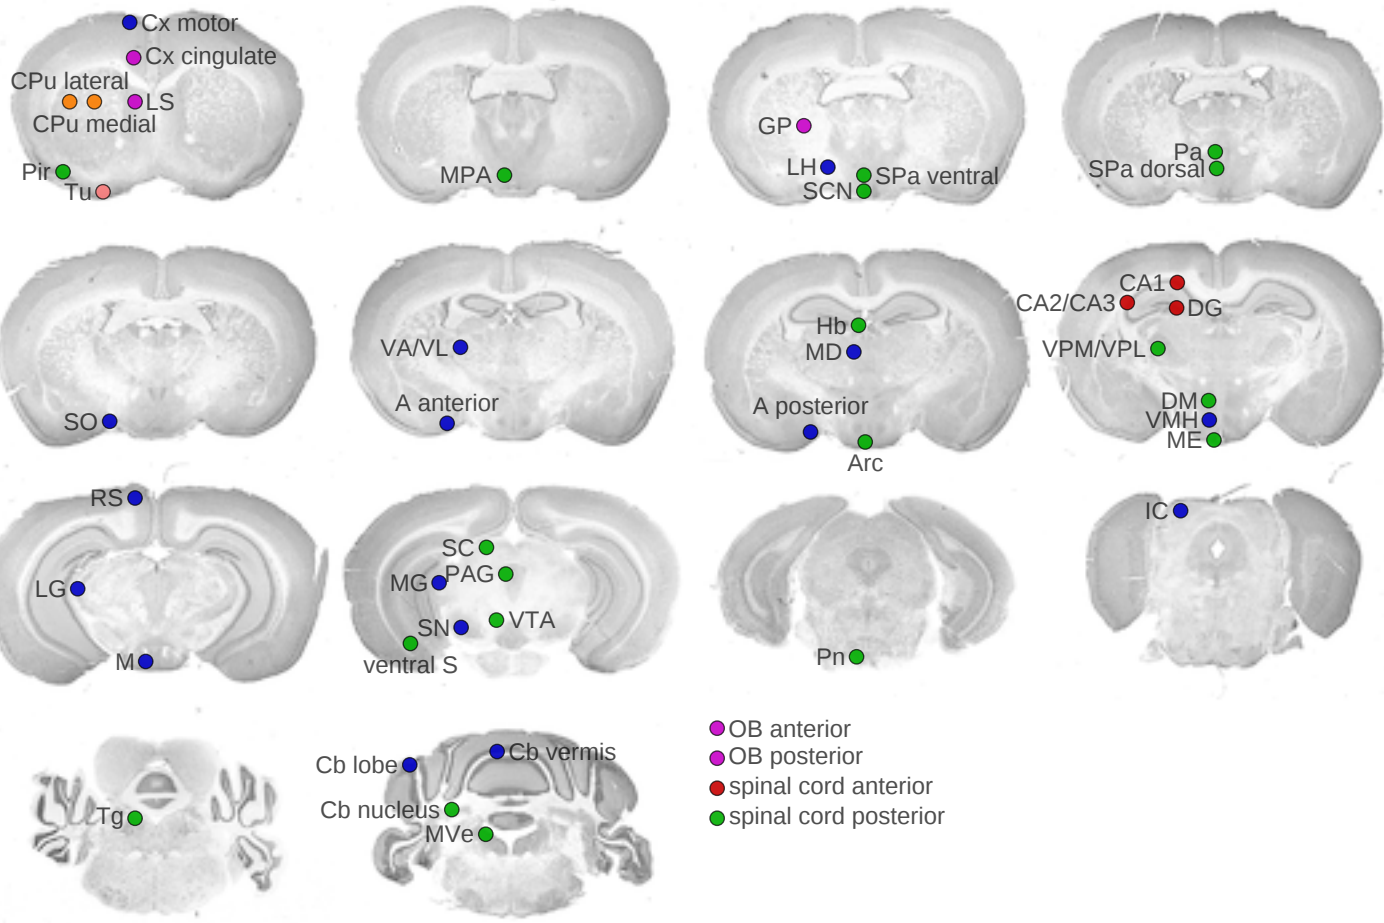 Cx motor
Cx cingulate
CPu lateral
LS
CPu medial
Pir
Tu
MPA
GP
LH
SPa ventral
SCN
Pa
SPa dorsal
SO
VA/VL
A anterior
Hb
MD
A posterior
Arc
CA1
CA2/CA3
DG
VPM/VPL
DM
VMH
ME
RS
LG
M
SC
PAG
MG
VTA
SN
ventral S
Pn
IC
Tg
Cb lobe
Cb vermis
Cb nucleus
MVe
OB anterior
OB posterior
spinal cord anterior
spinal cord posterior